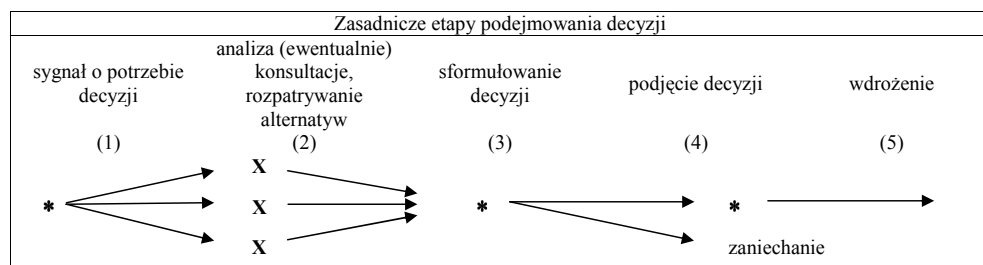 Zasadnicze etapy podejmowania decyzji
sygnał o potrzebie
decyzji
(1)
analiza (ewentualnie)
konsultacje,
rozpatrywanie
alternatyw
(2)
sformułowanie
decyzji
(3)
podjęcie decyzji
(4)
wdrożenie
(5)
X
*
X
*
*
X
zaniechanie